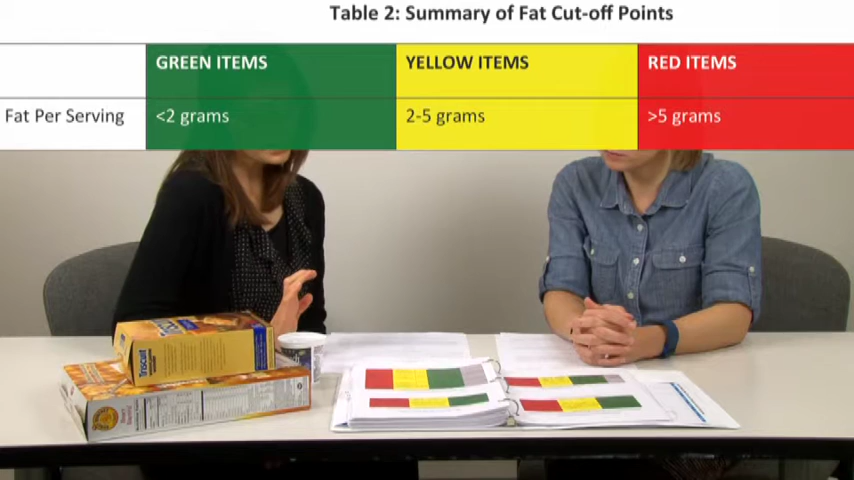 Table 2: Summary of Fat Cut-off Points
GREEN ITEMS YELLOW ITEMS RED ITEMS
Fat Per Serving <2 grams 2-5 grams >5 grams
Triscuit